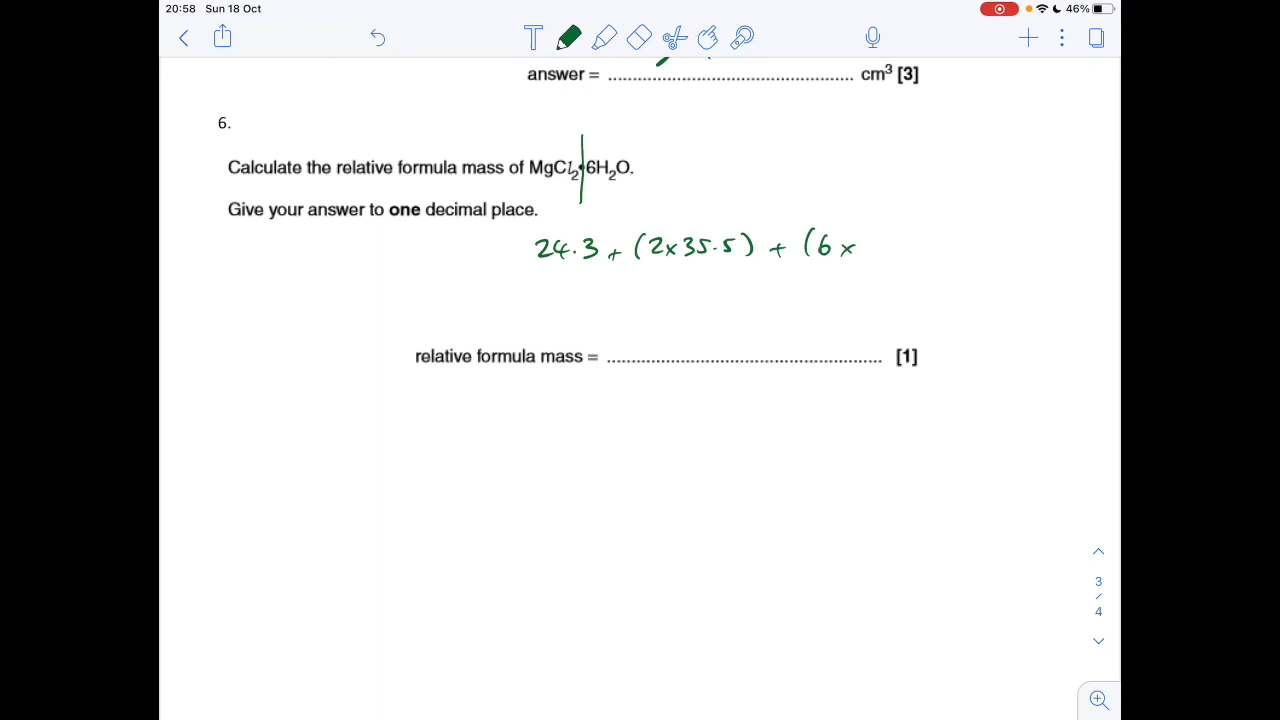 20:58 Sun 18 Oct 46%
T
answer = .................................................. cm³ [3]
6.
Calculate the relative formula mass of MgCl₂•6H₂O.
Give your answer to one decimal place.
24.3 + (2x35.5) + (6x
relative formula mass = ........................................................ [1]
3
/
4